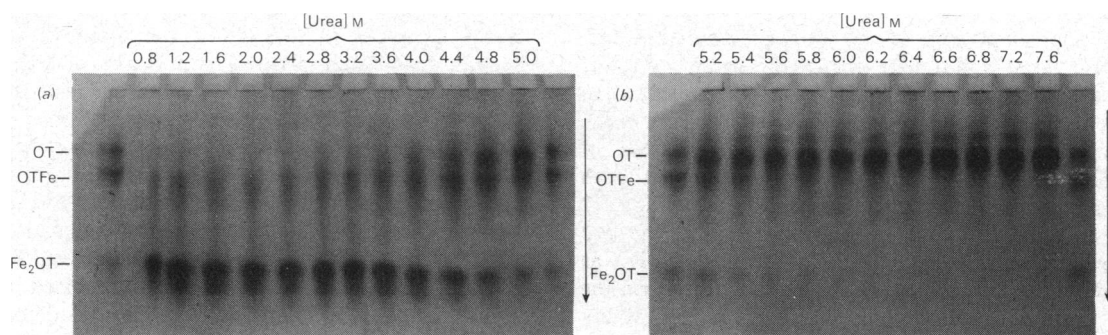 [Urea] M
0.8 1.2 1.6 2.0 2.4 2.8 3.2 3.6 4.0 4.4 4.8 5.0
(a)
OT
OTFe
Fe₂OT
[Urea] M
5.2 5.4 5.6 5.8 6.0 6.2 6.4 6.6 6.8 7.2 7.6
(b)
OT
OTFe
Fe₂OT